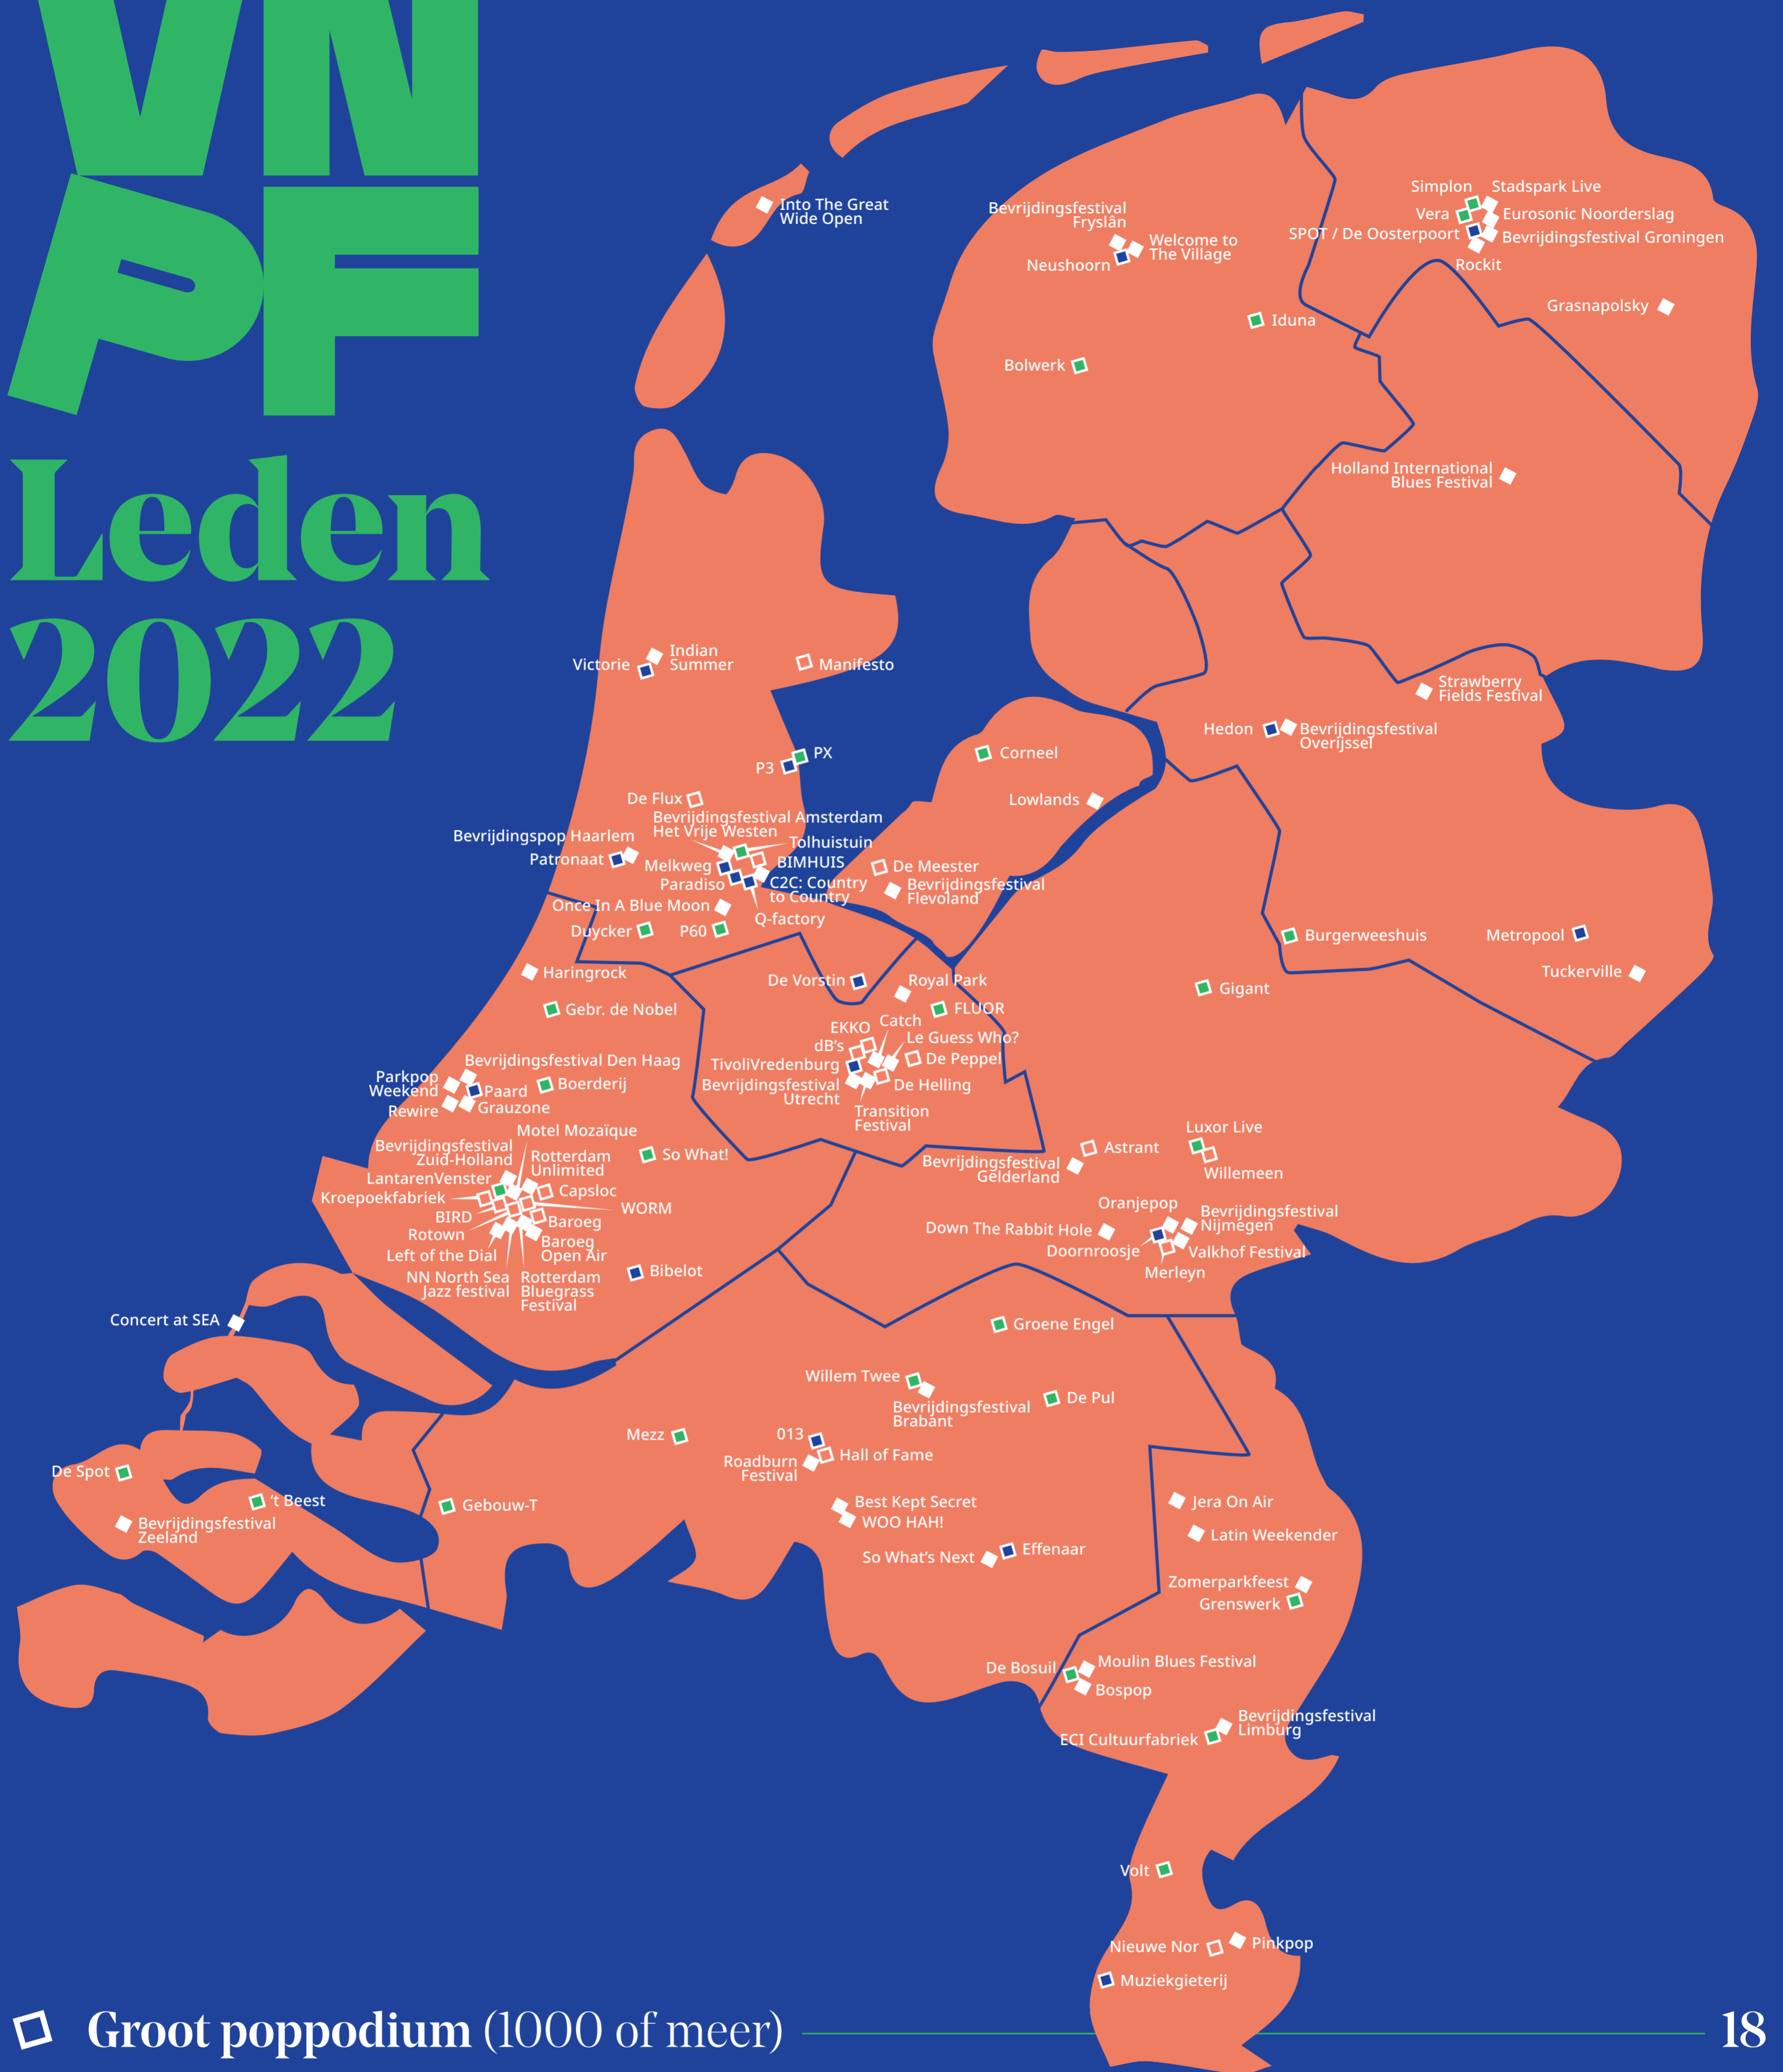 VN
PF
Leden
2022
Into The Great
Wide Open
Bevrijdingsfestival
Fryslân
Welcome to
The Village
Neushoorn
Iduna
Bolwerk
Simplon
Stadspark Live
Vera
Eurosonic Noorderslag
SPOT / De Oosterpoort
Bevrijdingsfestival Groningen
Rockit
Grasnapolsky
Holland International
Blues Festival
Victorie
Indian
Summer
Manifesto
Strawberry
Fields Festival
Hedon
Bevrijdingsfestival
Overijssel
PX
P3
Corneel
Lowlands
De Flux
Bevrijdingsfestival Amsterdam
Het Vrije Westen
Bevrijdingspop Haarlem
Tolhuistuin
Patronaat
Melkweg
BIMHUIS
Paradiso
C2C: Country
to Country
De Meester
Bevrijdingsfestival
Flevoland
Once In A Blue Moon
Q-factory
Duycker
P60
Burgerweeshuis
Metropool
Tuckerville
Haringrock
De Vorstin
Royal Park
Gigant
Gebr. de Nobel
FLUOR
Catch
EKKO
Le Guess Who?
dB's
De Peppel
TivoliVredenburg
Bevrijdingsfestival
Utrecht
De Helling
Transition
Festival
Bevrijdingsfestival Den Haag
Parkpop
Weekend
Paard
Boerderij
Rewire
Grauzone
Motel Mozaïque
Bevrijdingsfestival
Zuid-Holland
Rotterdam
Unlimited
So What!
LantarenVenster
Capsloc
Kroepoekfabriek
WORM
BIRD
Baroeg
Rotown
Baroeg
Open Air
Left of the Dial
NN North Sea
Jazz festival
Rotterdam
Bluegrass
Festival
Bibelot
Astrant
Luxor Live
Bevrijdingsfestival
Gelderland
Willemeen
Oranjepop
Bevrijdingsfestival
Nijmegen
Down The Rabbit Hole
Doornroosje
Valkhof Festival
Merleyn
Concert at SEA
Groene Engel
Willem Twee
Bevrijdingsfestival
Brabant
De Pul
Mezz
013
Hall of Fame
Roadburn
Festival
De Spot
't Beest
Gebouw-T
Bevrijdingsfestival
Zeeland
Best Kept Secret
WOO HAH!
So What's Next
Effenaar
Jera On Air
Latin Weekender
Zomerparkfeest
Grenswerk
De Bosuil
Moulin Blues Festival
Bospop
Bevrijdingsfestival
Limburg
ECI Cultuurfabriek
Volt
Nieuwe Nor
Pinkpop
Muziekgieterij
Groot poppodium (1000 of meer) 18